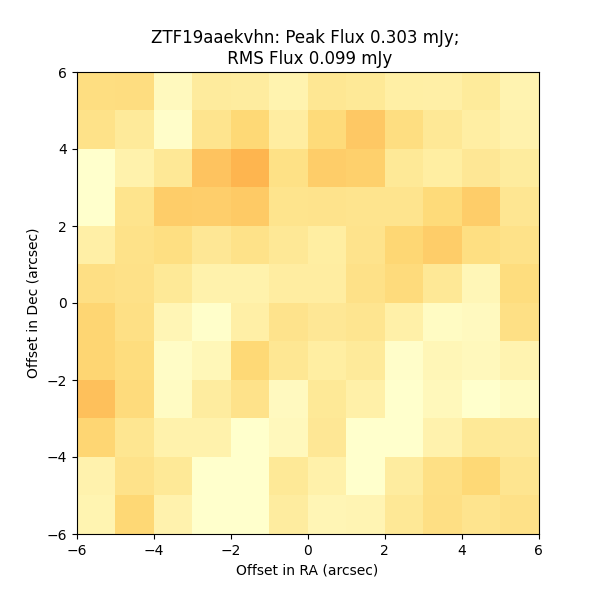 ZTF19aaekvhn: Peak Flux 0.303 mJy;
RMS Flux 0.099 mJy
6
4
2
0
−2
−4
−6
Offset in Dec (arcsec)
−6 −4 −2 0 2 4 6
Offset in RA (arcsec)